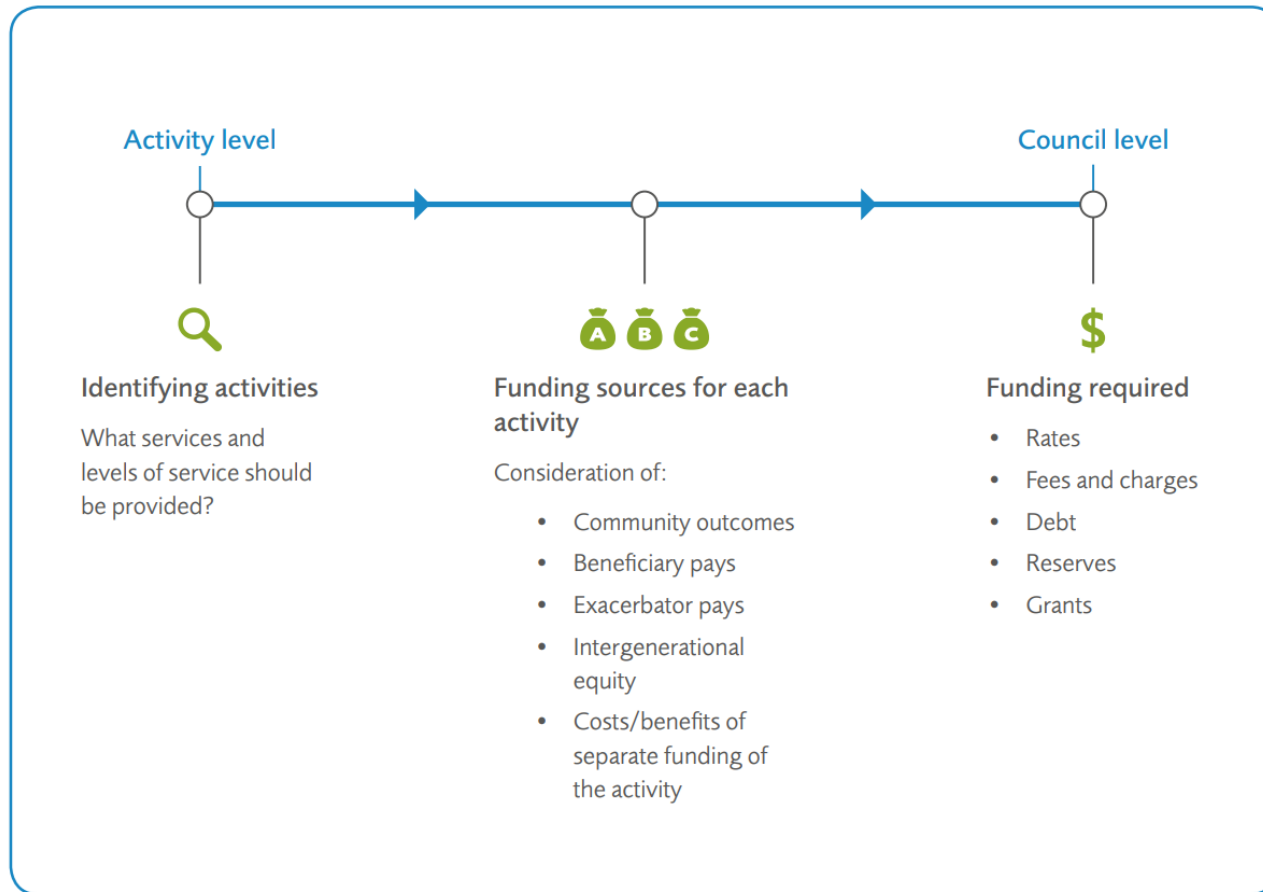 Activity level
Council level
A B C
$
Identifying activities
What services and
levels of service should
be provided?
Funding sources for each
activity
Consideration of:
• Community outcomes
• Beneficiary pays
• Exacerbator pays
• Intergenerational
equity
• Costs/benefits of
separate funding of
the activity
Funding required
• Rates
• Fees and charges
• Debt
• Reserves
• Grants